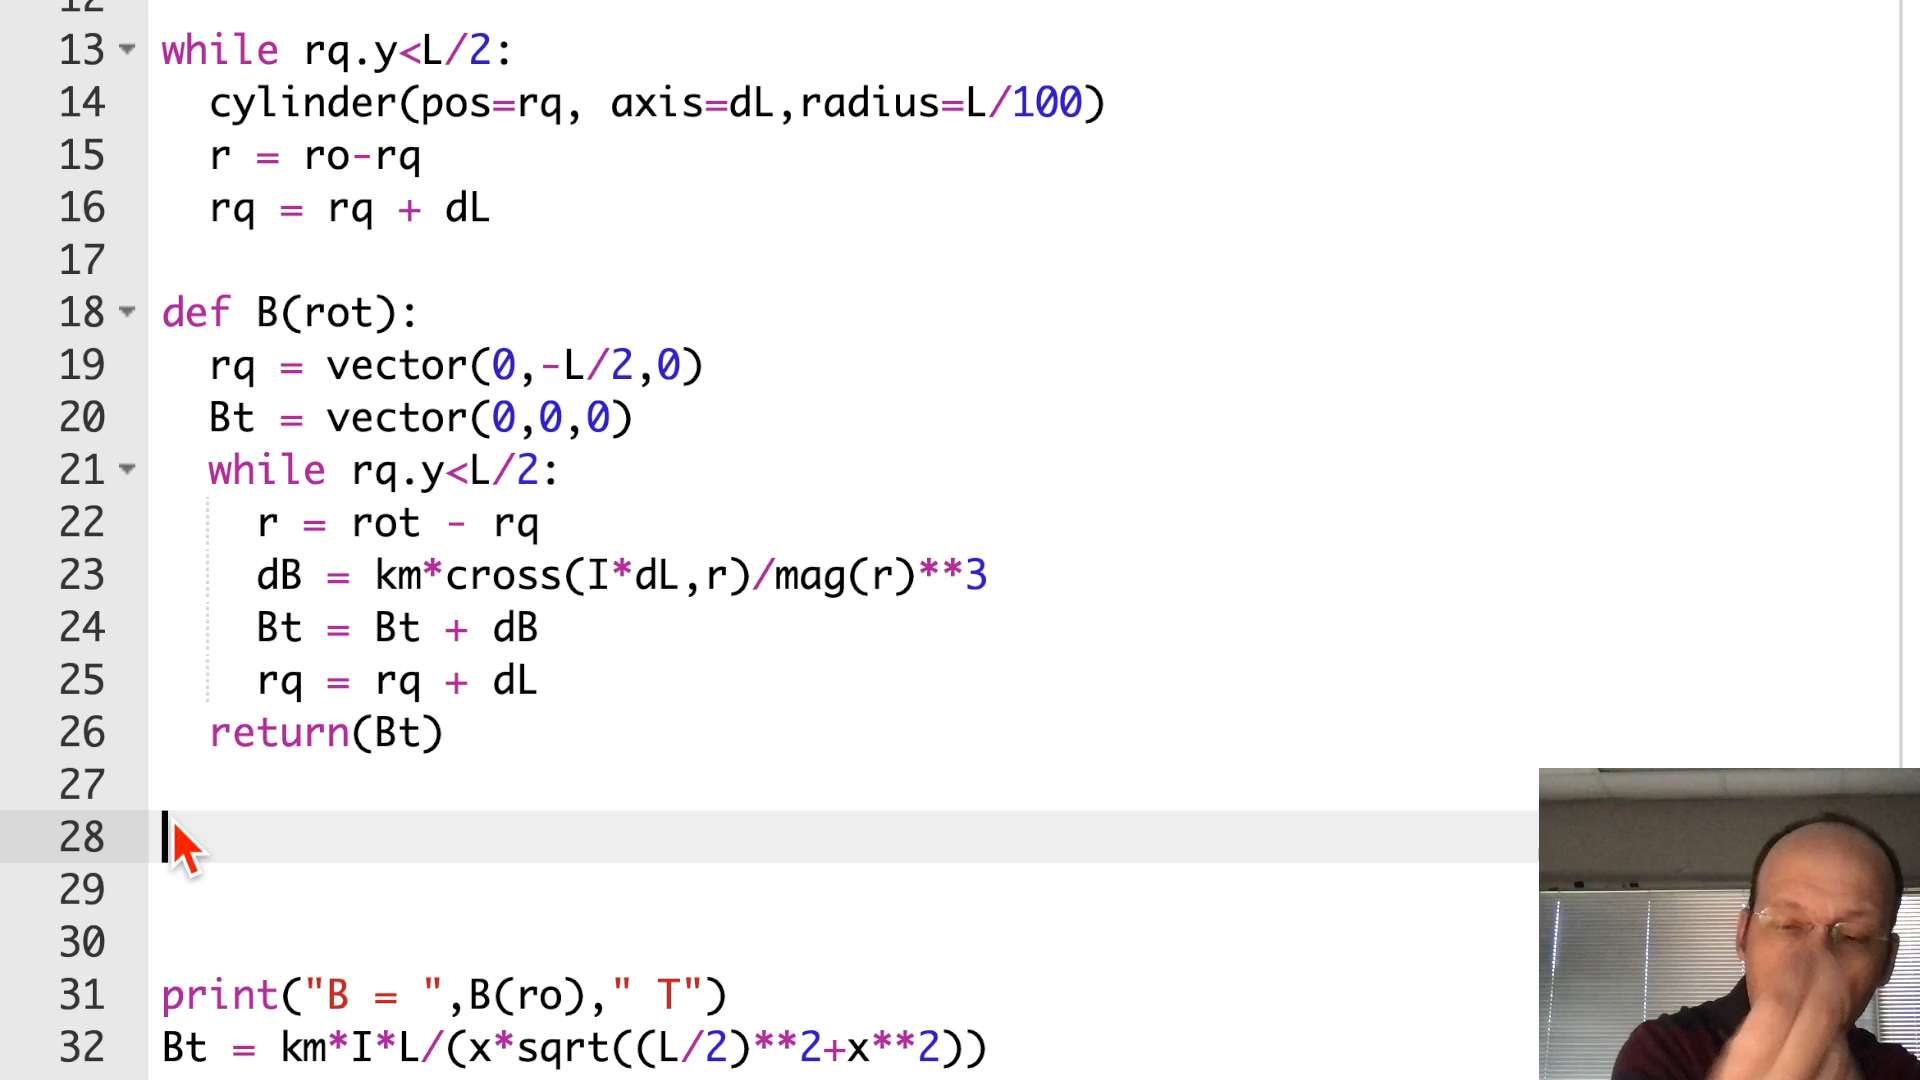 12
13 while rq.y<L/2:
14 cylinder(pos=rq, axis=dL,radius=L/100)
15 r = ro-rq
16 rq = rq + dL
17
18 def B(rot):
19 rq = vector(0,-L/2,0)
20 Bt = vector(0,0,0)
21 while rq.y<L/2:
22 r = rot - rq
23 dB = km*cross(I*dL,r)/mag(r)**3
24 Bt = Bt + dB
25 rq = rq + dL
26 return(Bt)
27
28
29
30
31 print("B = ",B(ro)," T")
32 Bt = km*I*L/(x*sqrt((L/2)**2+x**2))